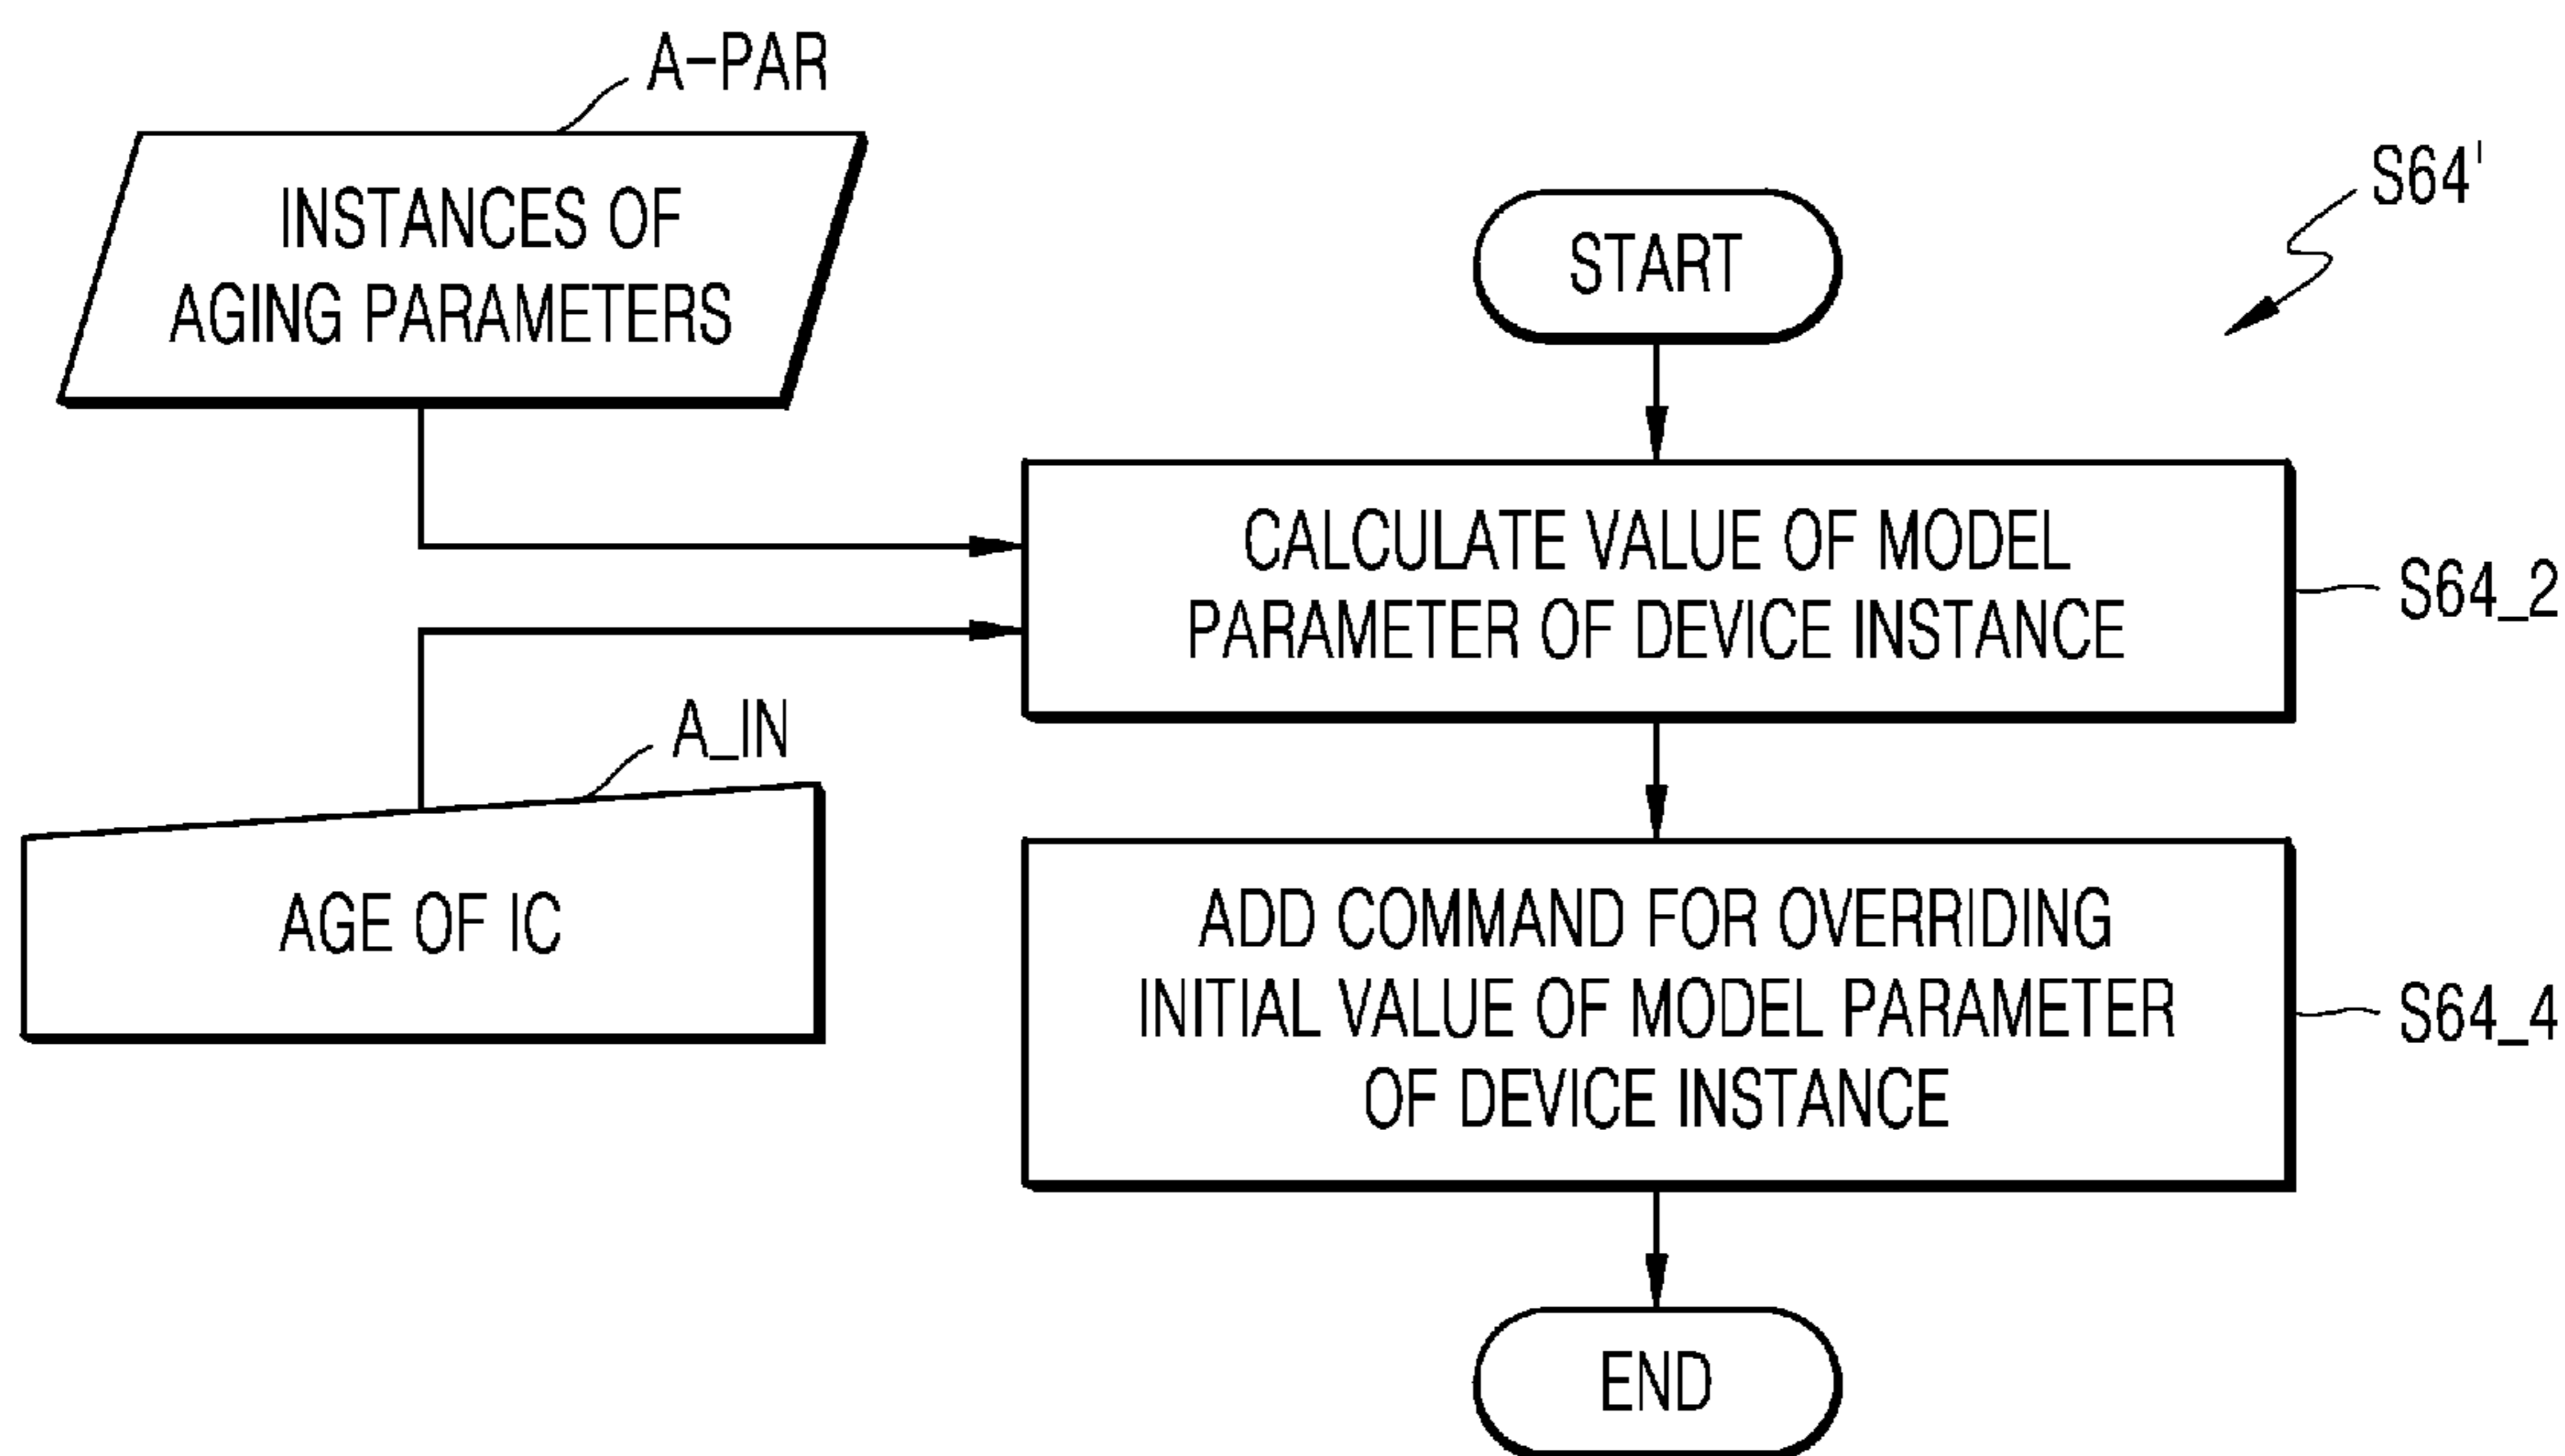 A-PAR
INSTANCES OF
AGING PARAMETERS
START
S64'
CALCULATE VALUE OF MODEL
PARAMETER OF DEVICE INSTANCE
S64_2
A_IN
AGE OF IC
ADD COMMAND FOR OVERRIDING
INITIAL VALUE OF MODEL PARAMETER
OF DEVICE INSTANCE
S64_4
END